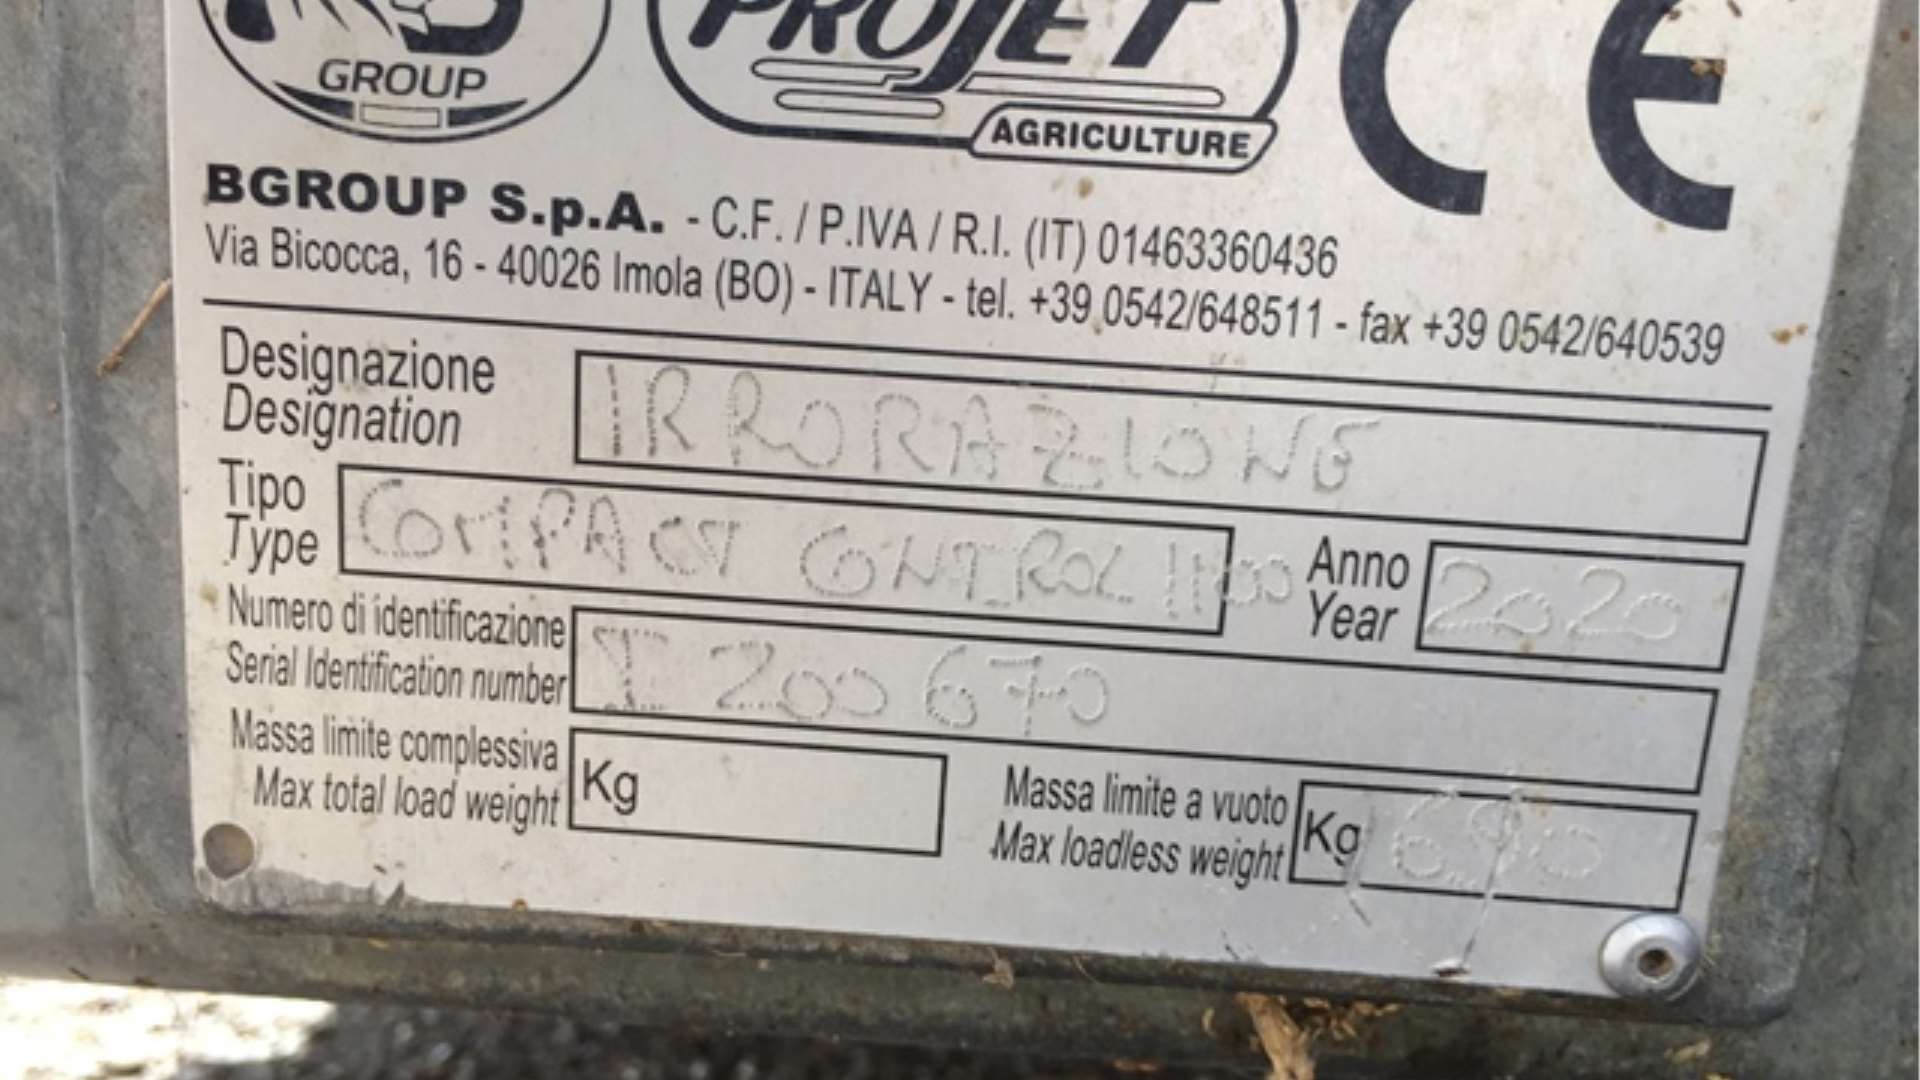 GROUP
PROJET
AGRICULTURE
CE
BGROUP S.p.A. - C.F. / P.IVA / R.I. (IT) 01463360436
Via Bicocca, 16 - 40026 Imola (BO) - ITALY - tel. +39 0542/648511 - fax +39 0542/640539
Designazione
Designation
IRRORAZIONE
Tipo
Type
COMPACT CONTROL 1100
Anno
Year
2020
Numero di identificazione
Serial Identification number
I 200670
Massa limite complessiva
Max total load weight
Kg
Massa limite a vuoto
Max loadless weight
Kg 690